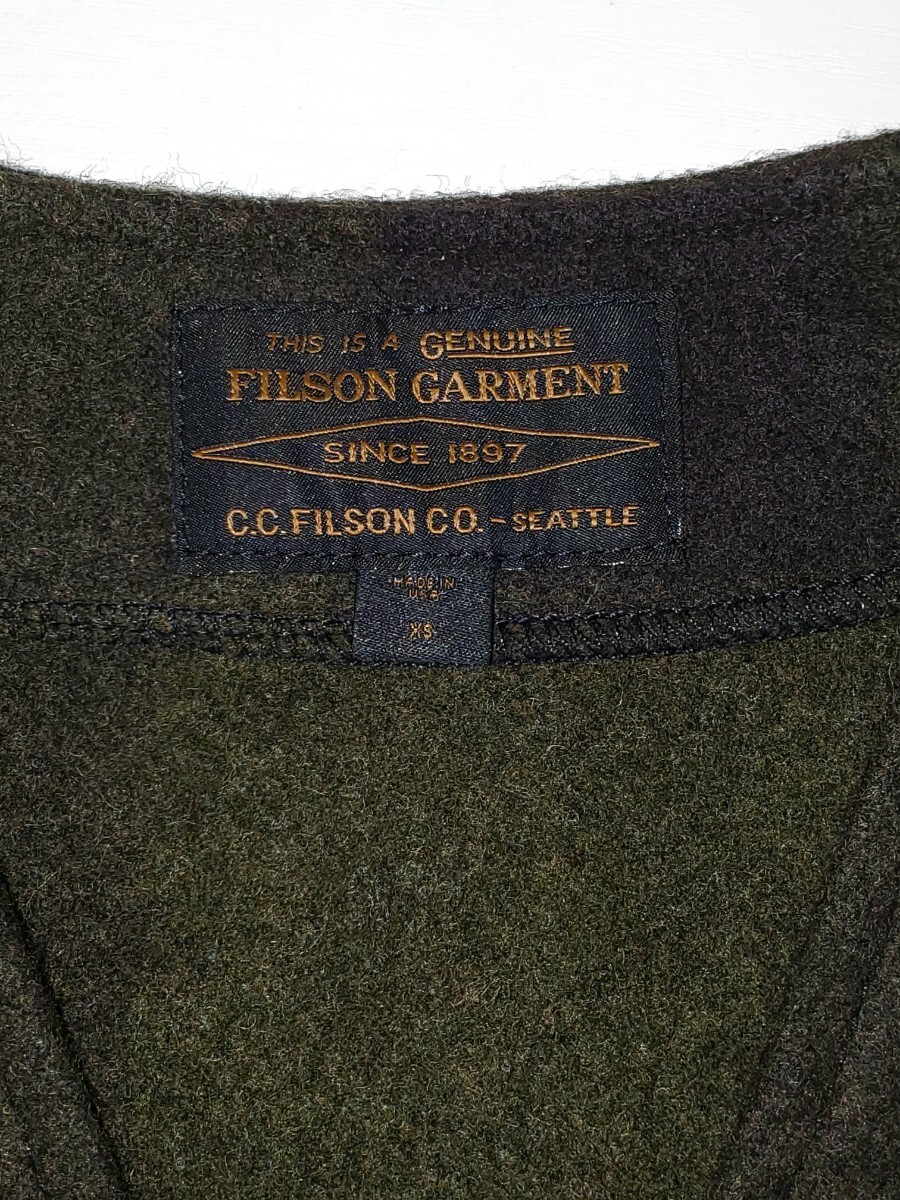 THIS IS A GENUINE
FILSON GARMENT
SINCE 1897
C.C. FILSON CO. – SEATTLE
MADE IN
USA
XS